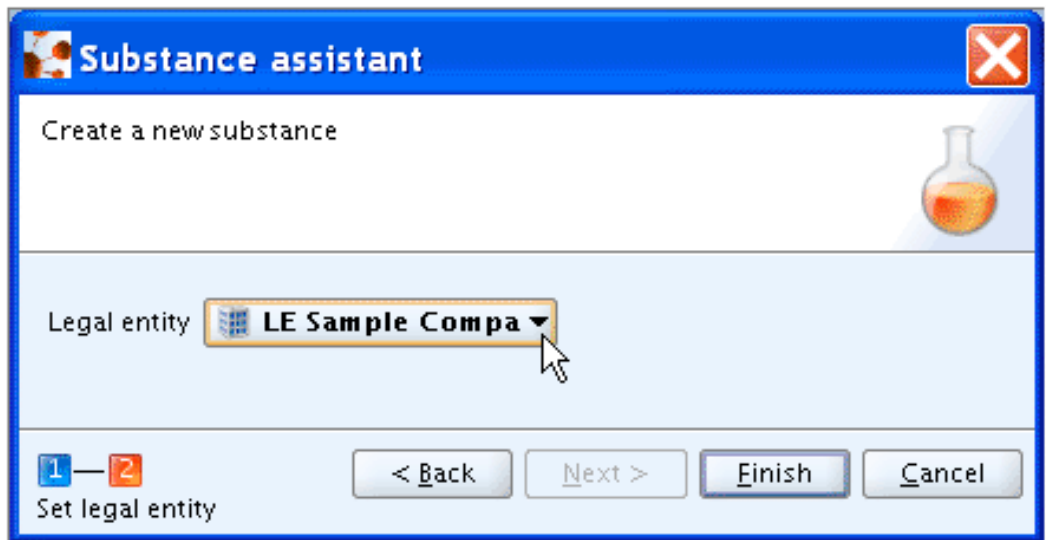 Substance assistant
Create a new substance
Legal entity LE Sample Compa
1 2
< Back Next > Finish Cancel
Set legal entity